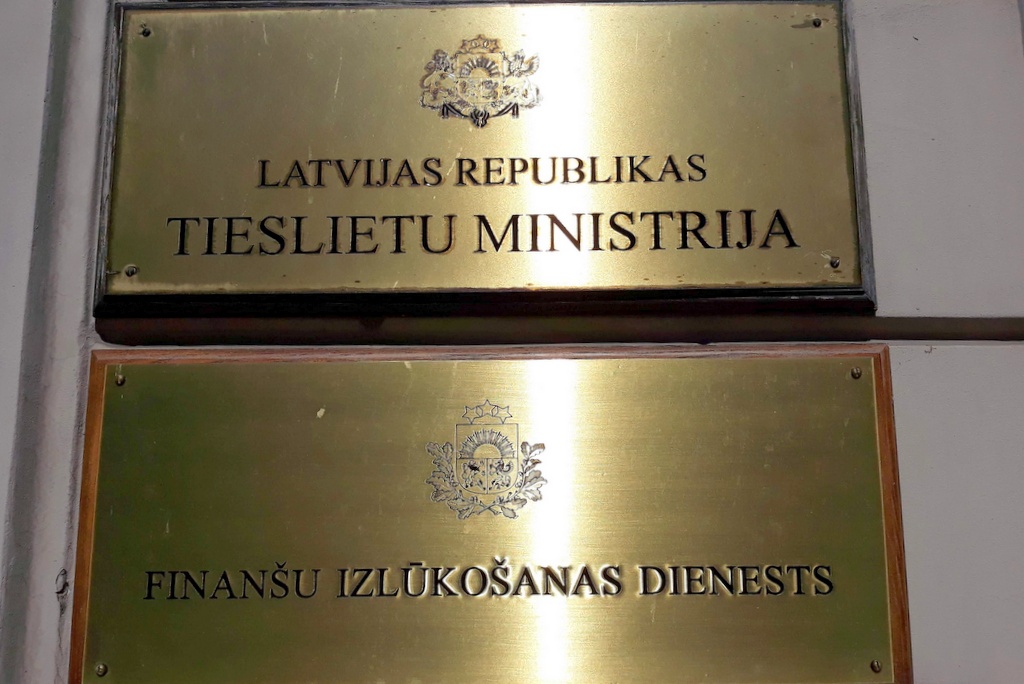 LATVIJAS REPUBLIKAS
TIESLIETU MINISTRIJA
FINANŠU IZLŪKOŠANAS DIENESTS